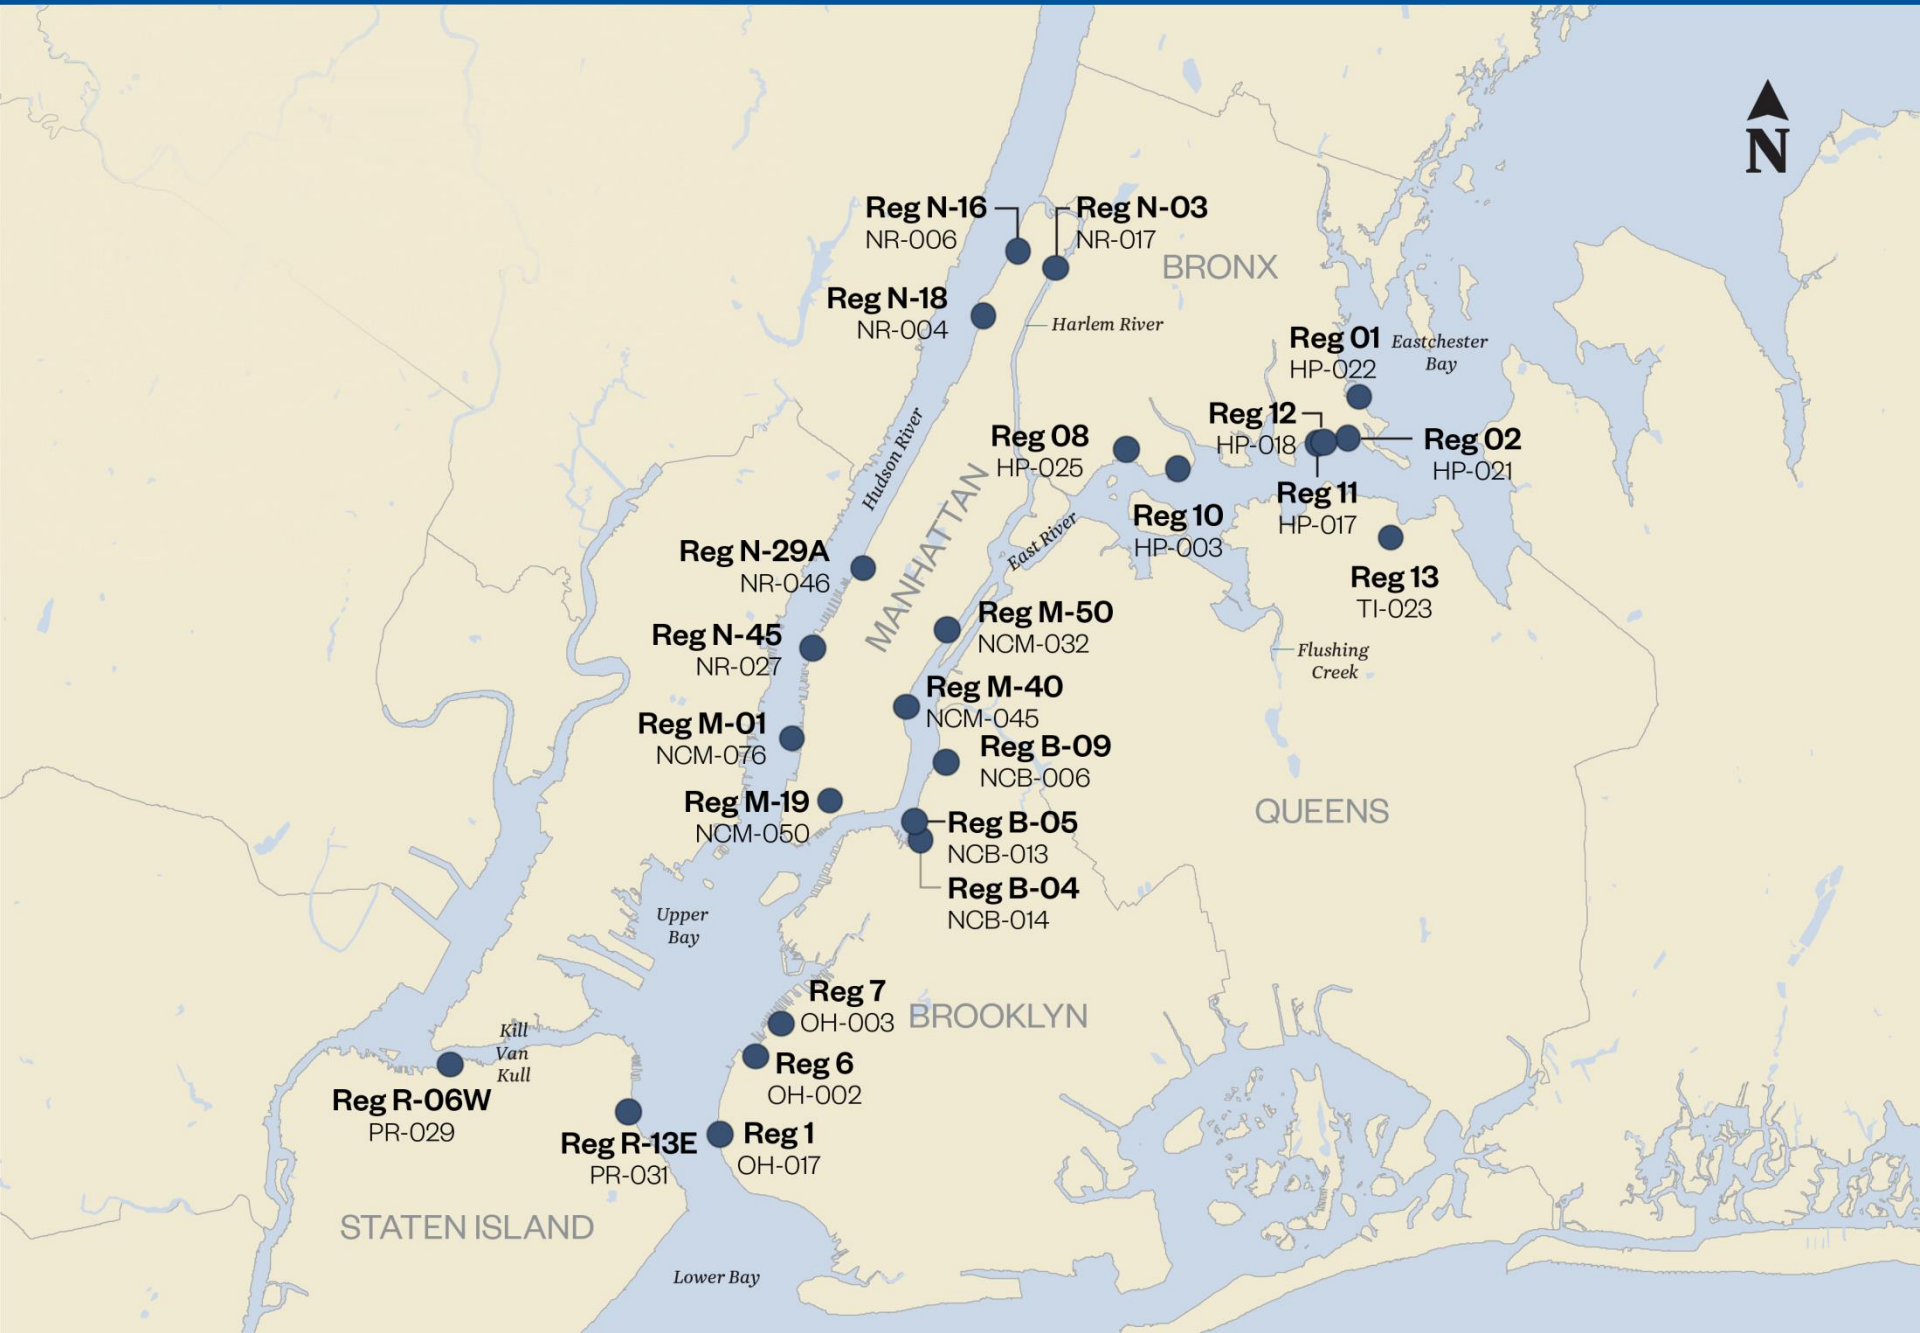 N
Reg N-16
NR-006
Reg N-03
NR-017
BRONX
Reg N-18
NR-004
Harlem River
Reg 01
HP-022
Eastchester
Bay
Hudson River
Reg 12
HP-018
Reg 08
HP-025
Reg 02
HP-021
MANHATTAN
Reg 11
HP-017
Reg 10
HP-003
East River
Reg N-29A
NR-046
Reg 13
TI-023
Reg M-50
NCM-032
Reg N-45
NR-027
Flushing
Creek
Reg M-40
NCM-045
Reg M-01
NCM-076
Reg B-09
NCB-006
Reg M-19
NCM-050
QUEENS
Reg B-05
NCB-013
Reg B-04
NCB-014
Upper
Bay
Reg 7
OH-003
BROOKLYN
Kill
Van
Kull
Reg 6
OH-002
Reg R-06W
PR-029
Reg R-13E
PR-031
Reg 1
OH-017
STATEN ISLAND
Lower Bay